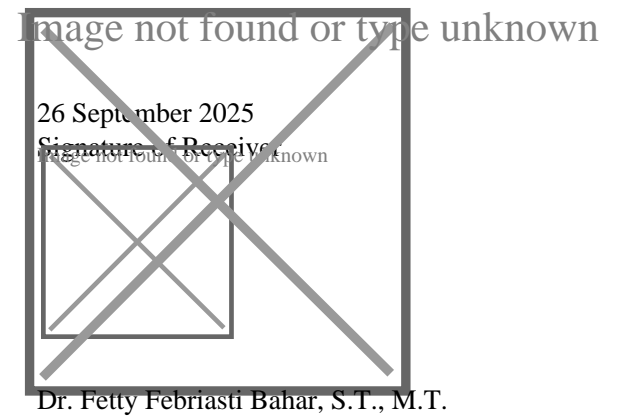 Image not found or type unknown
26 September 2025
Signature of Receiver
Image not found or type unknown
Dr. Fetty Febriasti Bahar, S.T., M.T.